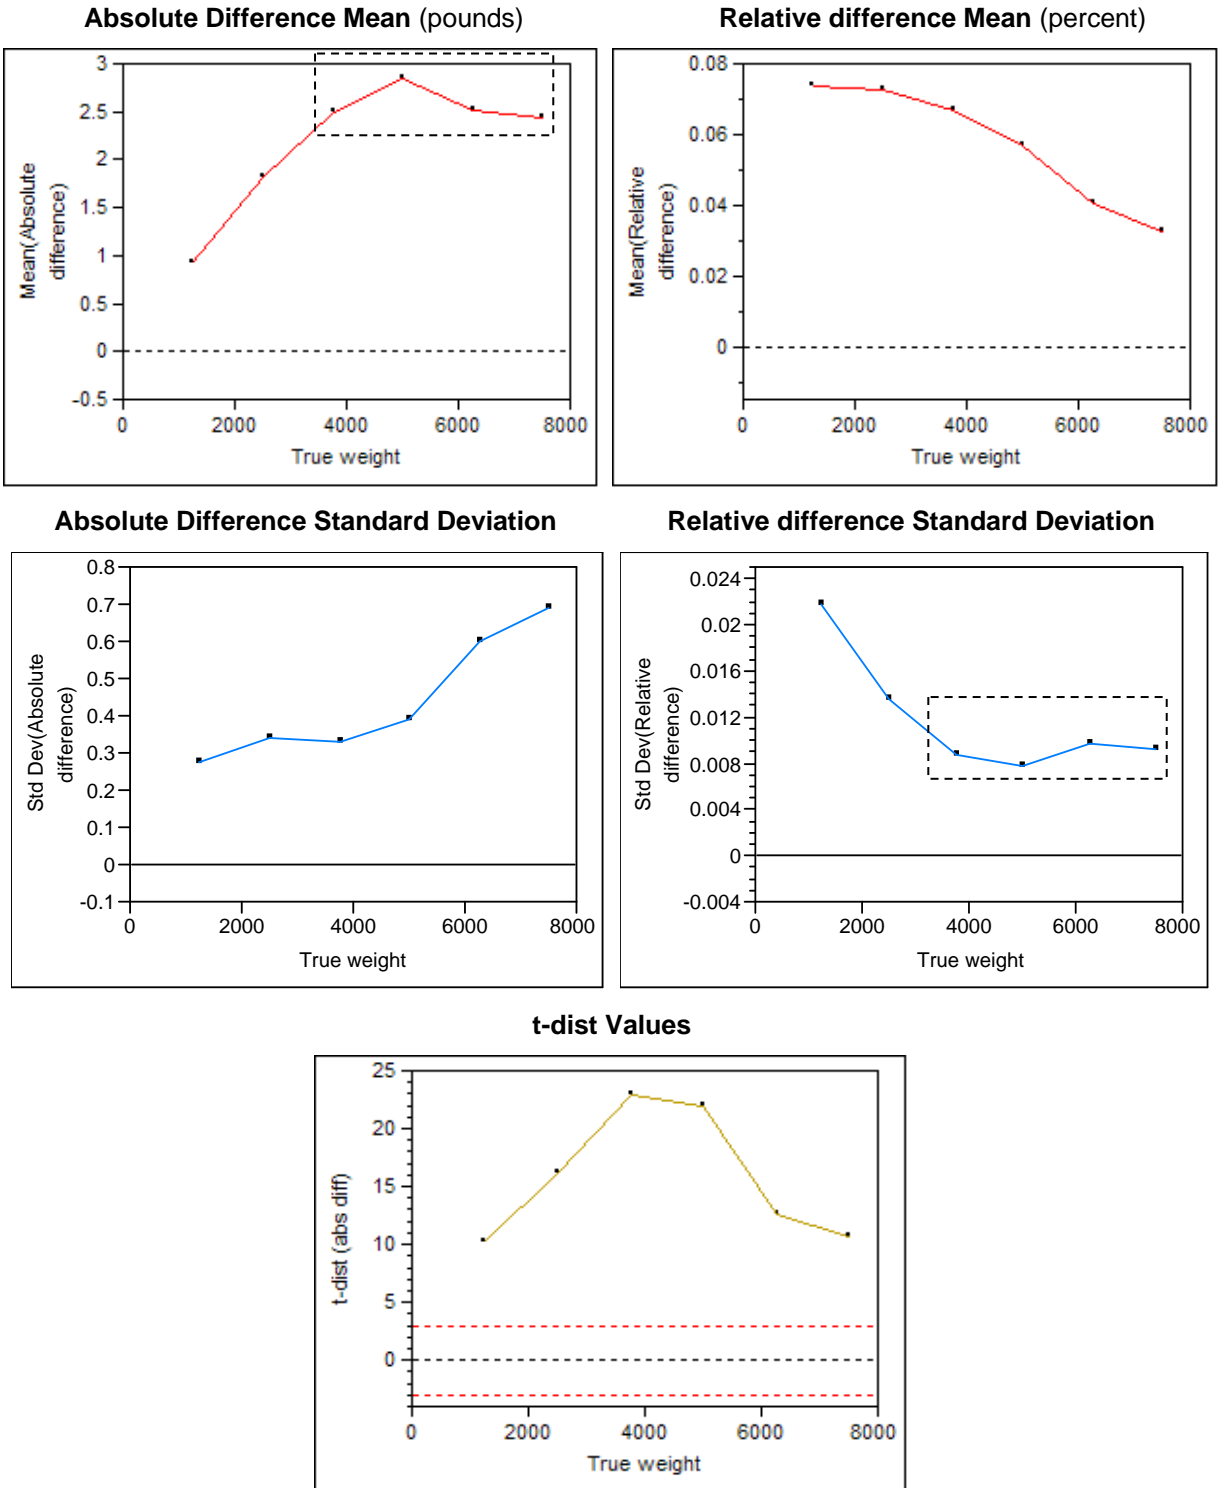 Absolute Difference Mean (pounds)
Relative difference Mean (percent)
3
2.5
2
1.5
1
0.5
0
-0.5
Mean(Absolute
difference)
0 2000 4000 6000 8000
True weight
0.08
0.06
0.04
0.02
0
Mean(Relative
difference)
0 2000 4000 6000 8000
True weight
Absolute Difference Standard Deviation
Relative difference Standard Deviation
0.8
0.7
0.6
0.5
0.4
0.3
0.2
0.1
0
-0.1
Std Dev(Absolute
difference)
0 2000 4000 6000 8000
True weight
0.024
0.02
0.016
0.012
0.008
0.004
0
-0.004
Std Dev(Relative
difference)
0 2000 4000 6000 8000
True weight
t-dist Values
25
20
15
10
5
0
t-dist (abs diff)
0 2000 4000 6000 8000
True weight